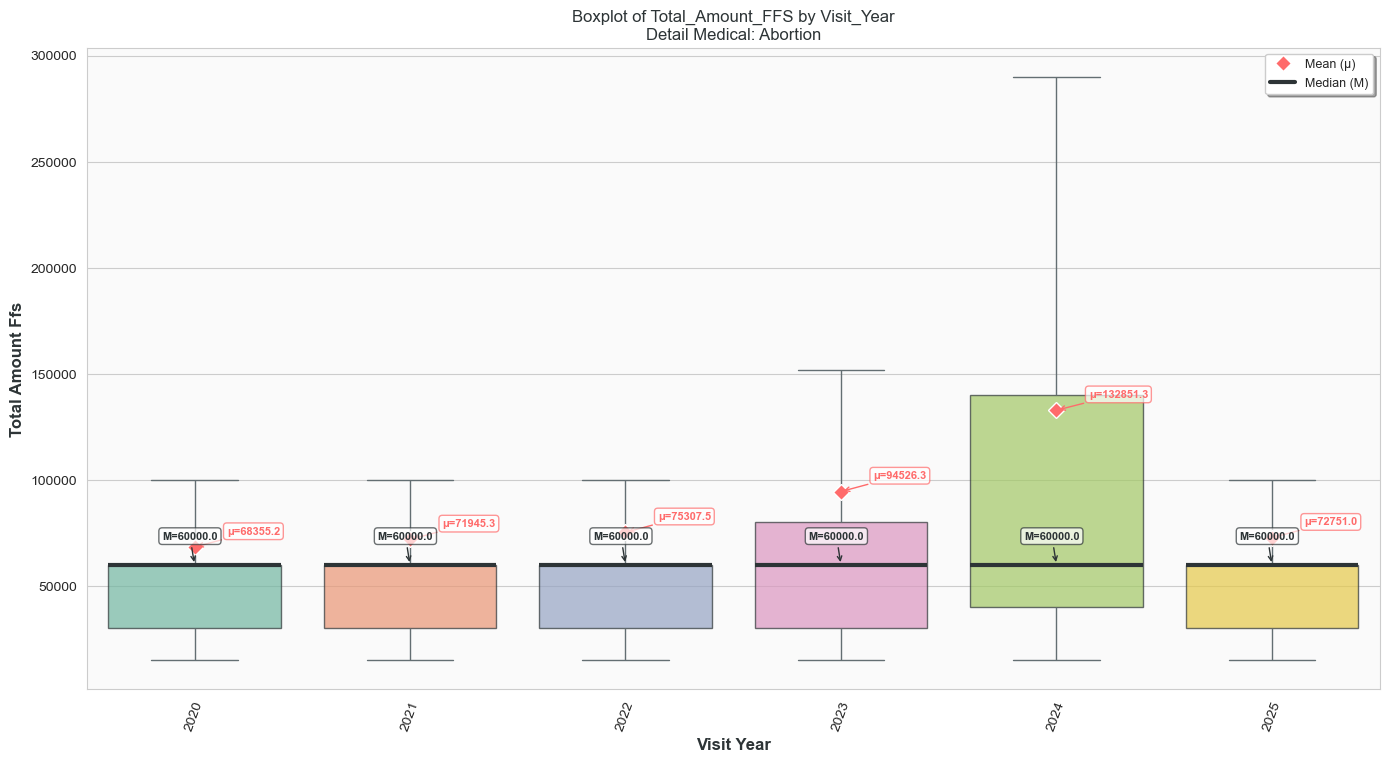 Boxplot of Total_Amount_FFS by Visit_Year
Detail Medical: Abortion
Mean (μ)
Median (M)
Total Amount Ffs
300000
250000
200000
150000
100000
50000
M=60000.0
μ=68355.2
M=60000.0
μ=71945.3
M=60000.0
μ=75307.5
M=60000.0
μ=94526.3
M=60000.0
μ=132851.3
M=60000.0
μ=72751.0
2020
2021
2022
2023
2024
2025
Visit Year